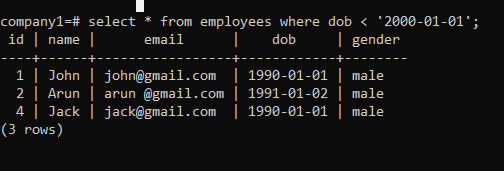 company1=# select * from employees where dob < '2000-01-01';
 id | name |      email      |    dob     | gender
----+------+-----------------+------------+--------
  1 | John | john@gmail.com  | 1990-01-01 | male
  2 | Arun | arun @gmail.com | 1991-01-02 | male
  4 | Jack | jack@gmail.com  | 1990-01-01 | male
(3 rows)